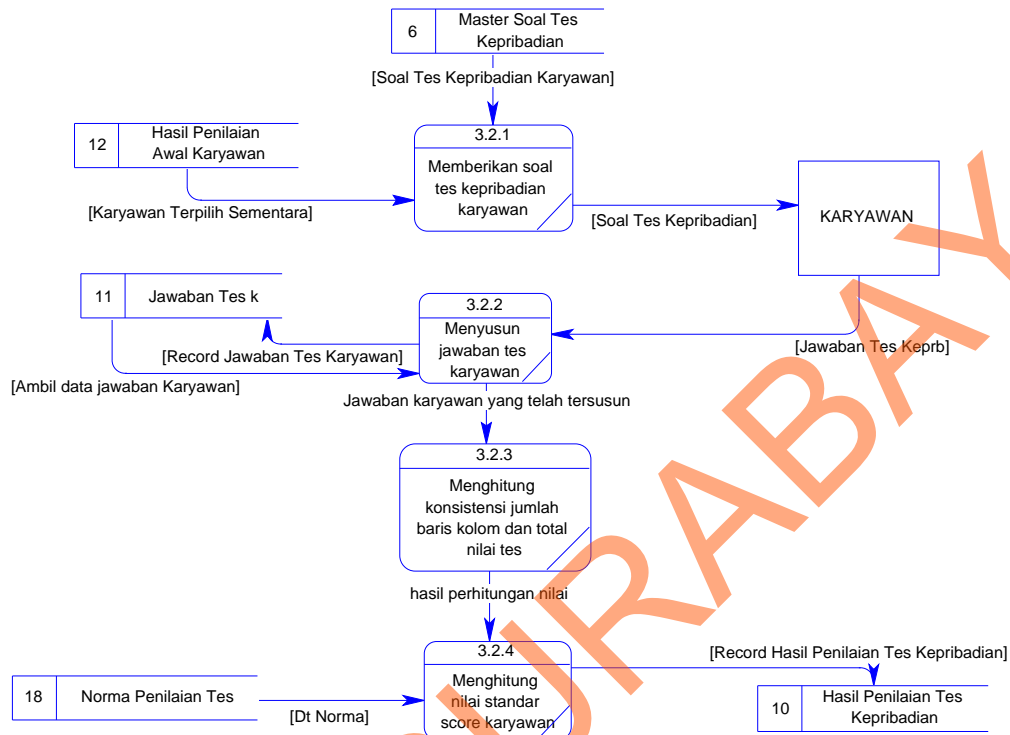 6
Master Soal Tes
Kepribadian
[Soal Tes Kepribadian Karyawan]
12
Hasil Penilaian
Awal Karyawan
[Karyawan Terpilih Sementara]
3.2.1
Memberikan soal
tes kepribadian
karyawan
[Soal Tes Kepribadian]
KARYAWAN
11
Jawaban Tes k
[Record Jawaban Tes Karyawan]
[Ambil data jawaban Karyawan]
3.2.2
Menyusun
jawaban tes
karyawan
[Jawaban Tes Keprb]
Jawaban karyawan yang telah tersusun
3.2.3
Menghitung
konsistensi jumlah
baris kolom dan total
nilai tes
hasil perhitungan nilai
3.2.4
Menghitung
nilai standar
score karyawan
18
Norma Penilaian Tes
[Dt Norma]
[Record Hasil Penilaian Tes Kepribadian]
10
Hasil Penilaian Tes
Kepribadian
URABAY